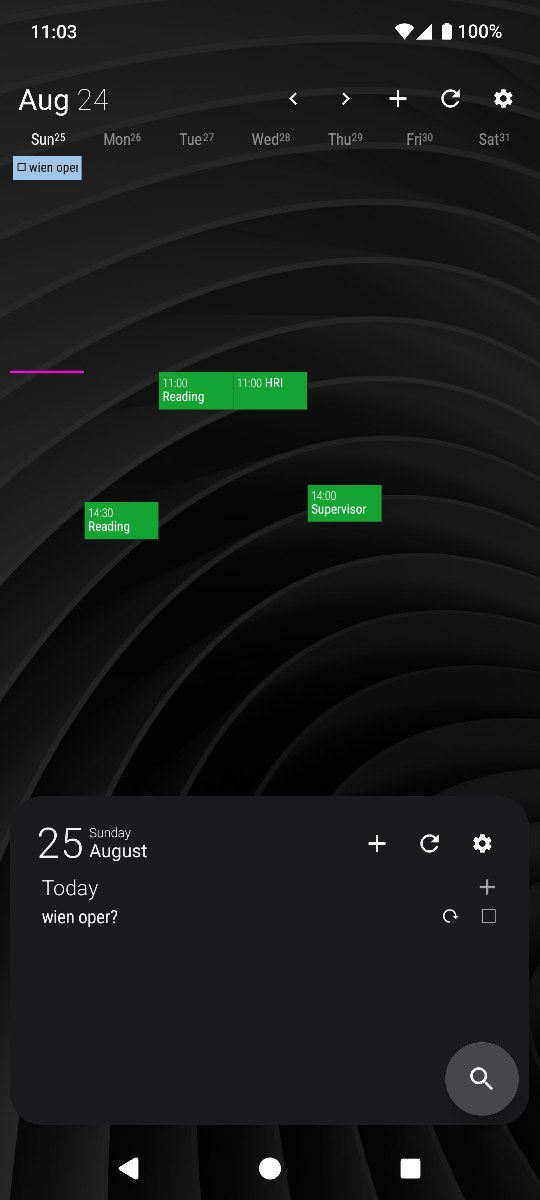 11:03 100%
Aug 24
Sun25 Mon26 Tue27 Wed28 Thu29 Fri30 Sat31
wien oper
11:00 Reading
11:00 HRI
14:00
Supervisor
14:30
Reading
25 Sunday August
Today
wien oper?